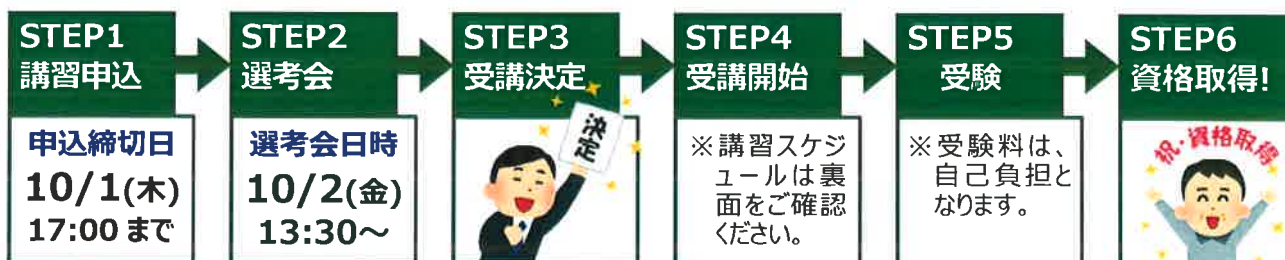 STEP1
講習申込
申込締切日
10/1(木)
17:00 まで
STEP2
選考会
選考会日時
10/2(金)
13:30～
STEP3
受講決定
決定
STEP4
受講開始
※講習スケジ
ュールは裏
面をご確認
ください。
STEP5
受験
※受験料は、
自己負担と
なります。
STEP6
資格取得!
祝・資格取得